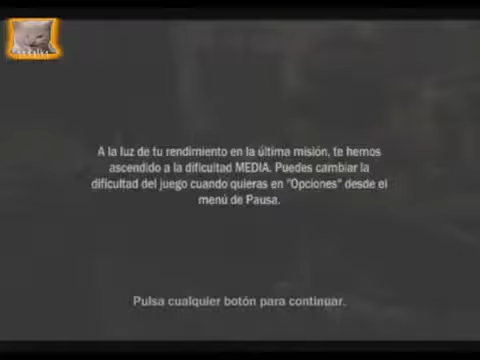 A la luz de tu rendimiento en la última misión, te hemos
ascendido a la dificultad MEDIA. Puedes cambiar la
dificultad del juego cuando quieras en "Opciones" desde el
menú de Pausa.
Pulsa cualquier botón para continuar.